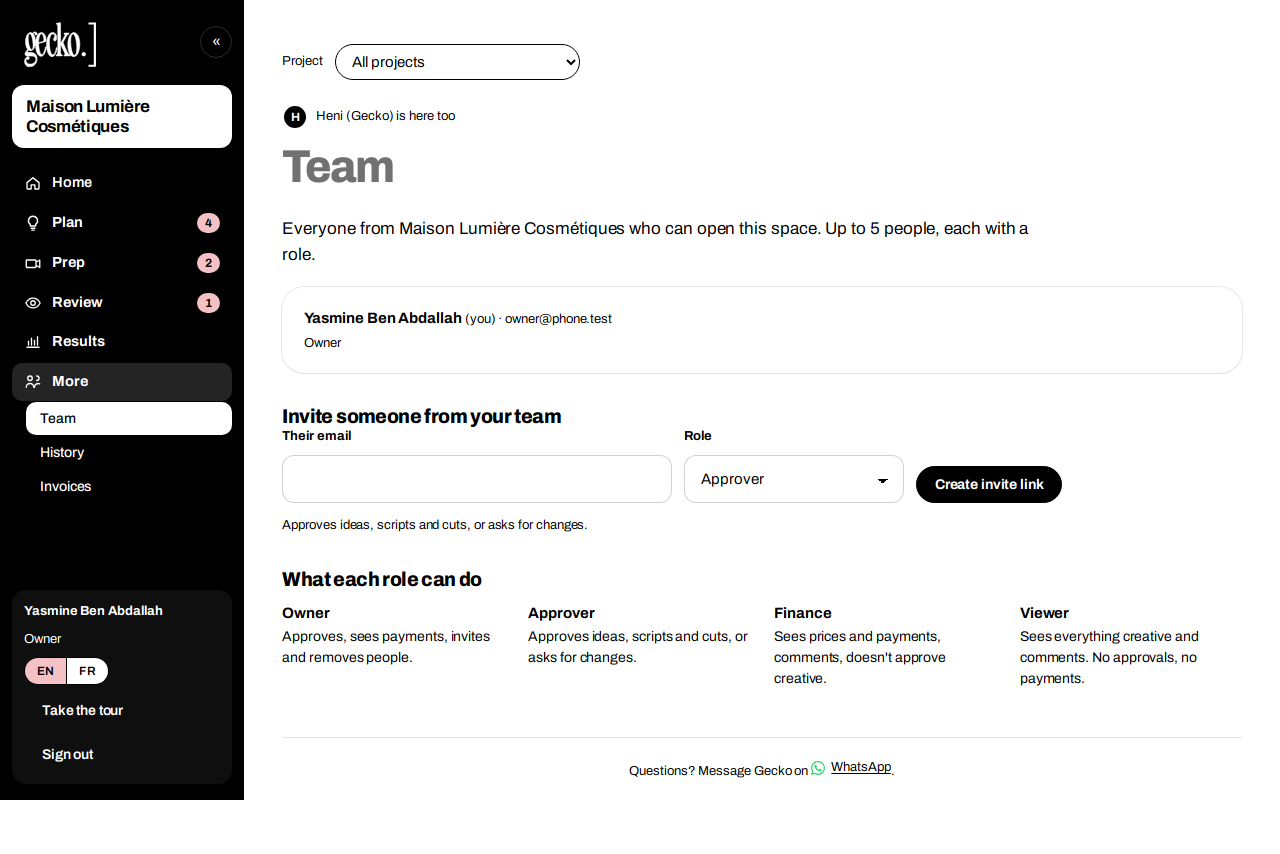 gecko.]
«
Maison Lumière
Cosmétiques
Home
Plan 4
Prep 2
Review 1
Results
More
Team
History
Invoices
Yasmine Ben Abdallah
Owner
EN FR
Take the tour
Sign out
Project All projects
H Heni (Gecko) is here too
Team
Everyone from Maison Lumière Cosmétiques who can open this space. Up to 5 people, each with a
role.
Yasmine Ben Abdallah (you) · owner@phone.test
Owner
Invite someone from your team
Their email Role
Approver Create invite link
Approves ideas, scripts and cuts, or asks for changes.
What each role can do
Owner
Approves, sees payments, invites
and removes people.
Approver
Approves ideas, scripts and cuts, or
asks for changes.
Finance
Sees prices and payments,
comments, doesn't approve
creative.
Viewer
Sees everything creative and
comments. No approvals, no
payments.
Questions? Message Gecko on WhatsApp.